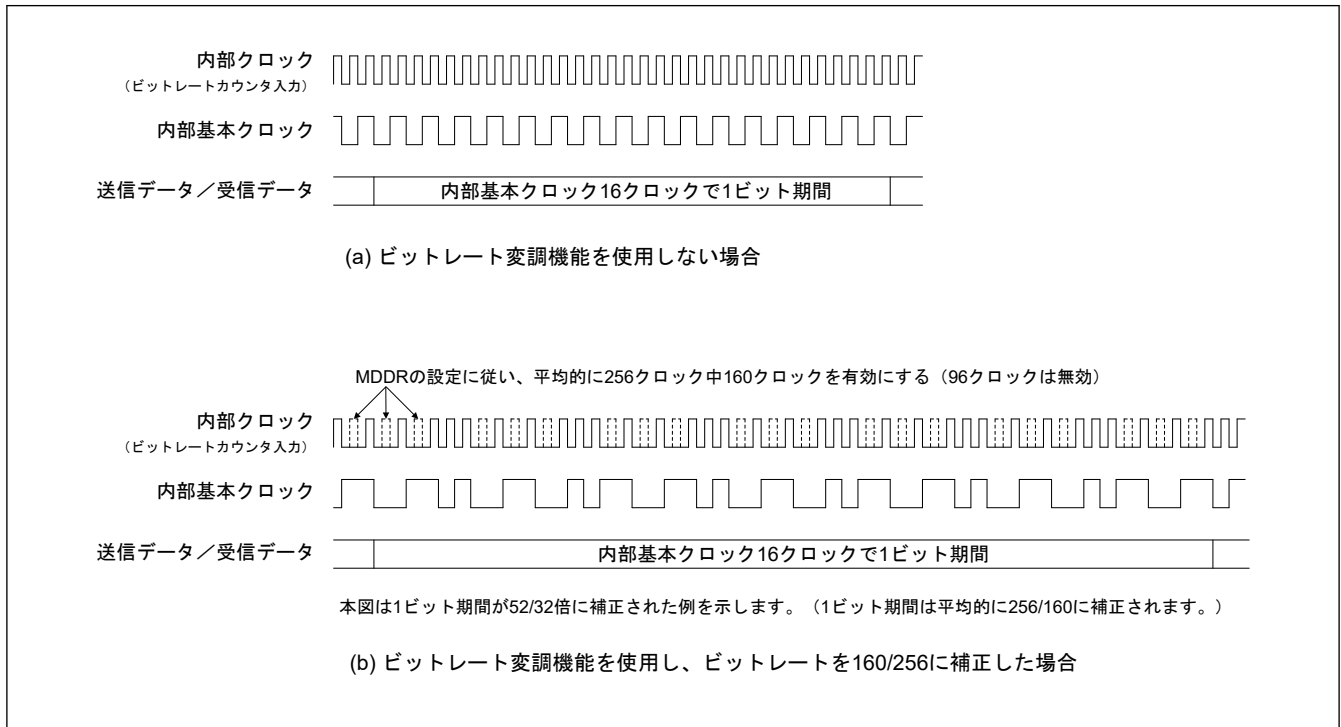 内部クロック
（ビットレートカウンタ入力）
内部基本クロック
送信データ／受信データ
内部基本クロック16クロックで1ビット期間
(a) ビットレート変調機能を使用しない場合
MDDRの設定に従い、平均的に256クロック中160クロックを有効にする（96クロックは無効）
内部クロック
（ビットレートカウンタ入力）
内部基本クロック
送信データ／受信データ
内部基本クロック16クロックで1ビット期間
本図は1ビット期間が52/32倍に補正された例を示します。（1ビット期間は平均的に256/160に補正されます。）
(b) ビットレート変調機能を使用し、ビットレートを160/256に補正した場合